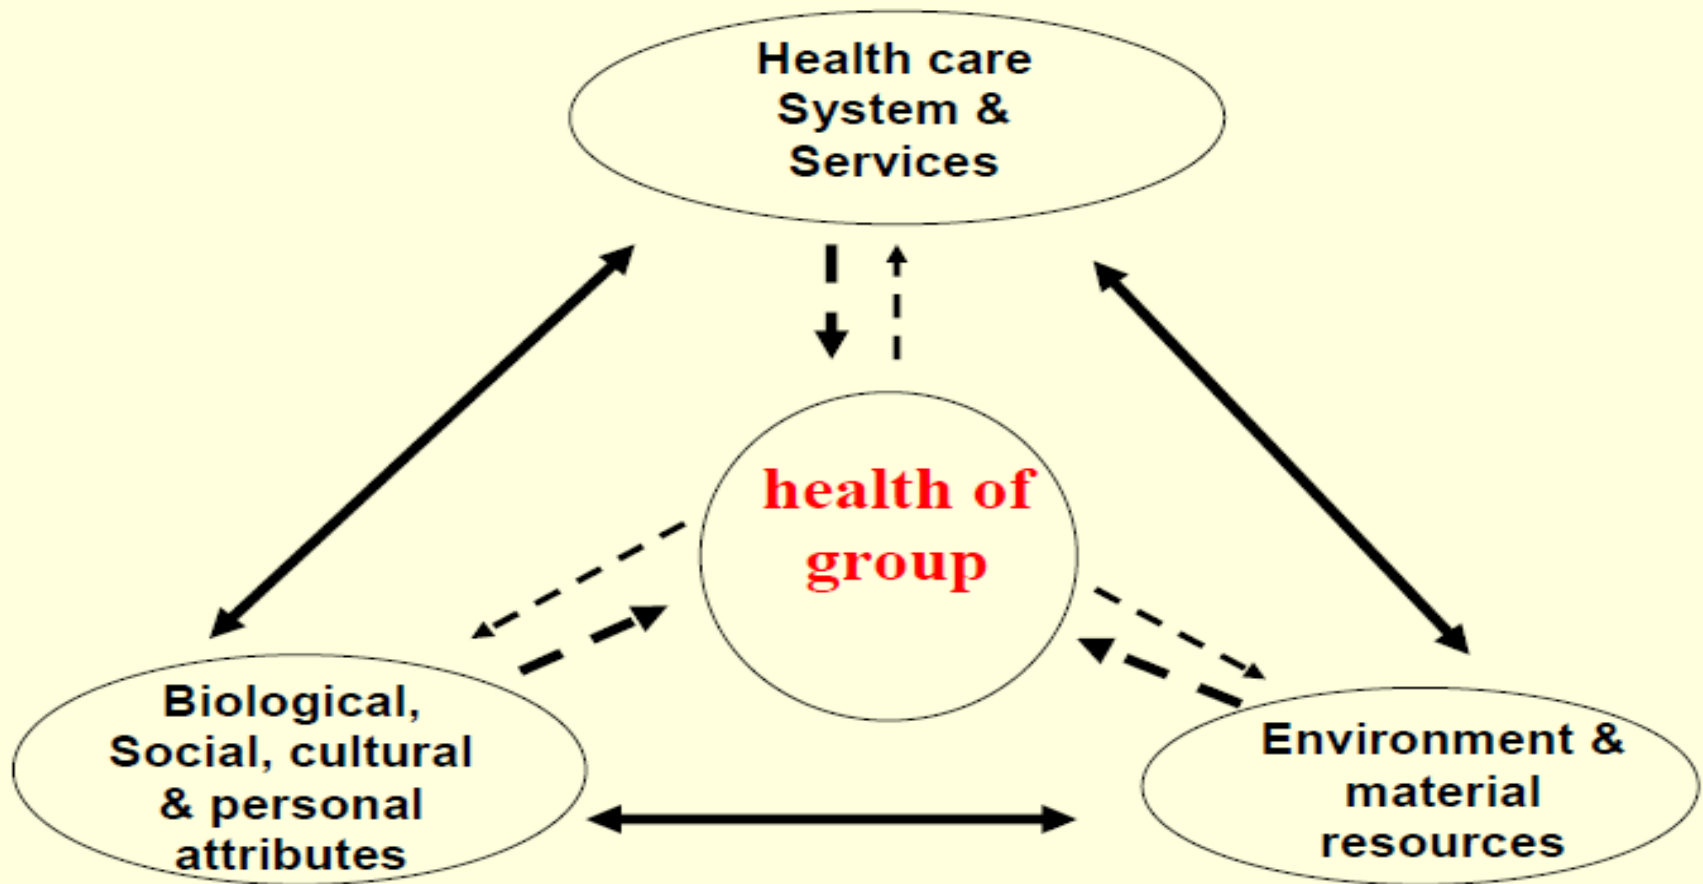 Health care
System &
Services
health of
group
Biological,
Social, cultural
& personal
attributes
Environment &
material
resources